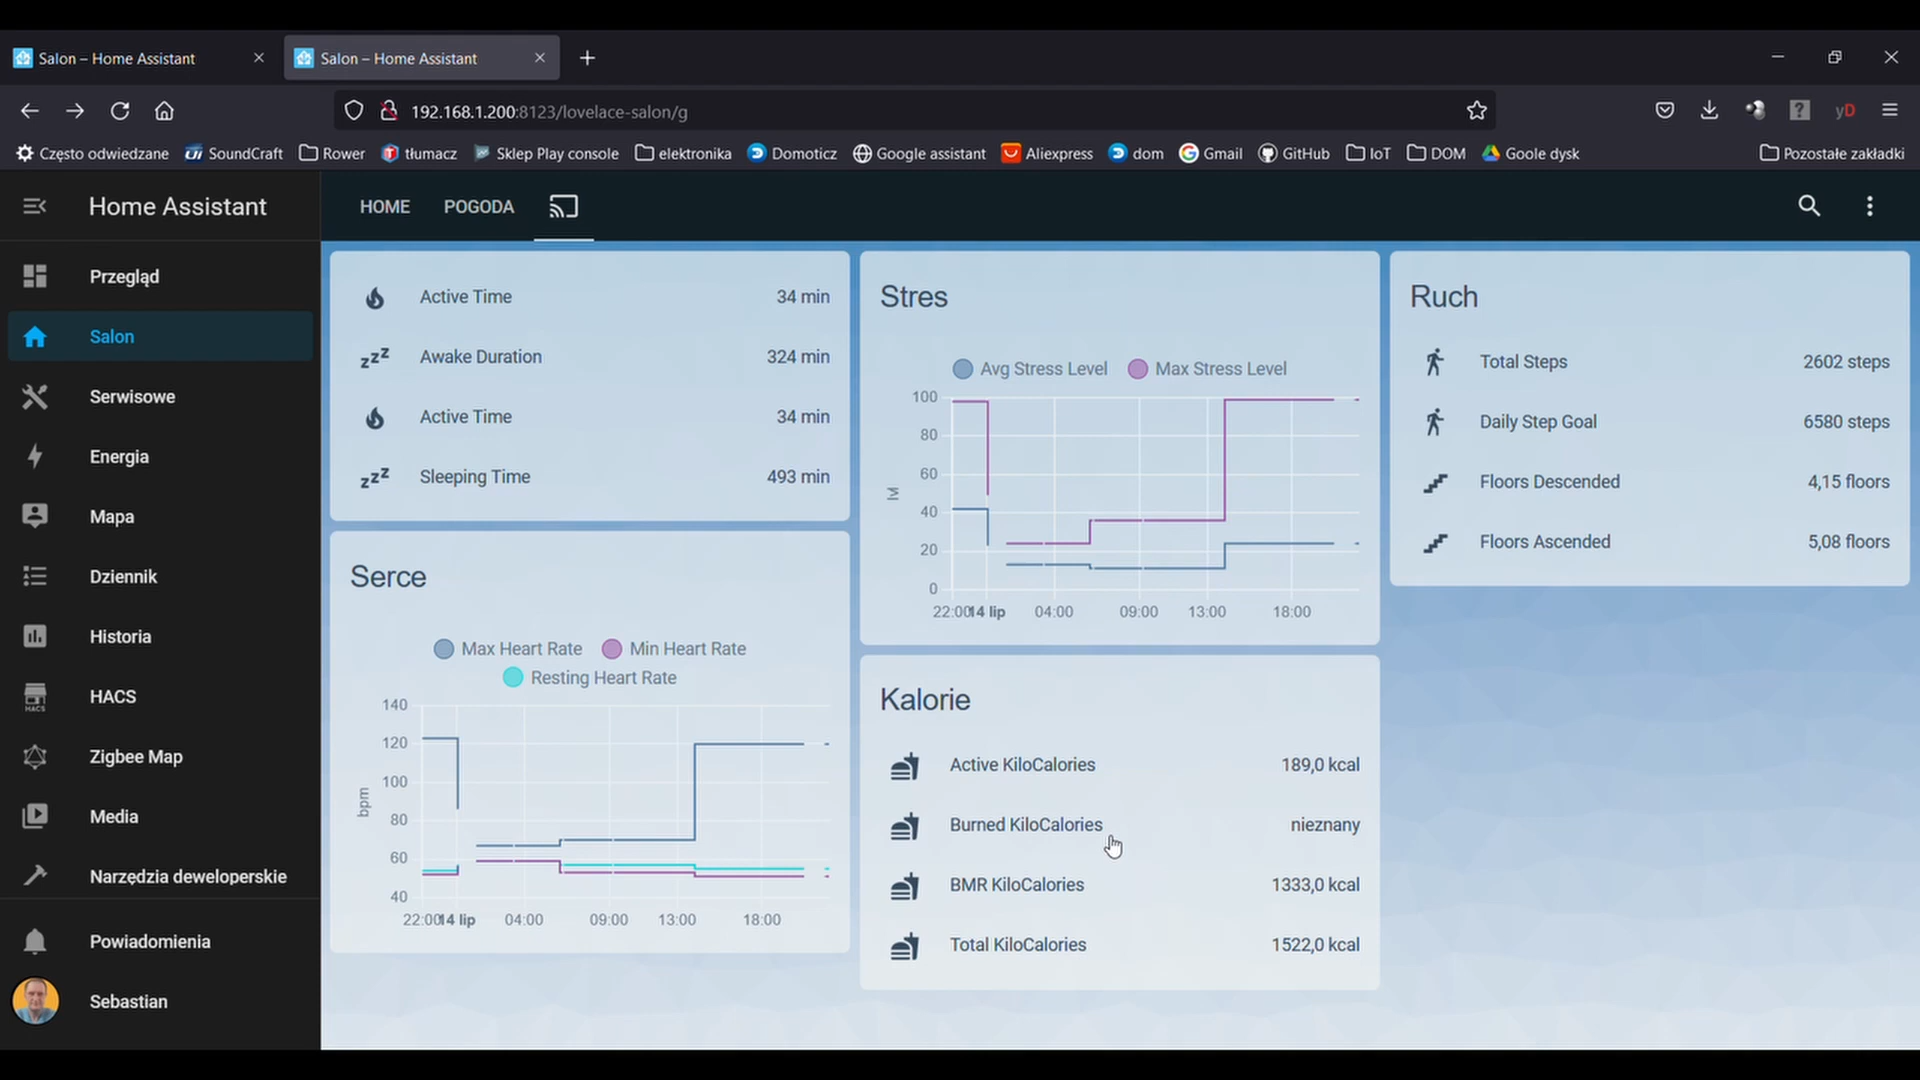 Salon – Home Assistant
Salon – Home Assistant
192.168.1.200:8123/lovelace-salon/g
yD
Często odwiedzane
SoundCraft
Rower
tłumacz
Sklep Play console
elektronika
Domoticz
Google assistant
Aliexpress
dom
Gmail
GitHub
IoT
DOM
Goole dysk
Pozostałe zakładki
Home Assistant
HOME
POGODA
Przegląd
Salon
Serwisowe
Energia
Mapa
Dziennik
Historia
HACS
HACS
Zigbee Map
Media
Narzędzia deweloperskie
Powiadomienia
Sebastian
Active Time 34 min
Awake Duration 324 min
Active Time 34 min
Sleeping Time 493 min
Serce
Max Heart Rate Min Heart Rate
Resting Heart Rate
140
120
100
80
60
40
bpm
22:00 14 lip 04:00 09:00 13:00 18:00
Stres
Avg Stress Level Max Stress Level
100
80
60
40
20
0
lvl
22:00 14 lip 04:00 09:00 13:00 18:00
Kalorie
Active KiloCalories 189,0 kcal
Burned KiloCalories nieznany
BMR KiloCalories 1333,0 kcal
Total KiloCalories 1522,0 kcal
Ruch
Total Steps 2602 steps
Daily Step Goal 6580 steps
Floors Descended 4,15 floors
Floors Ascended 5,08 floors